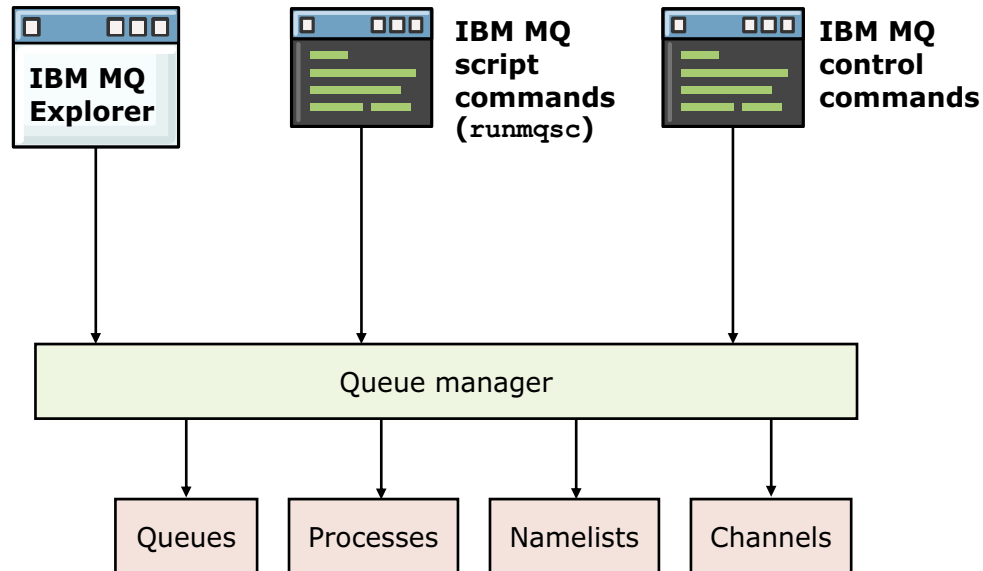 IBM MQ
Explorer
IBM MQ
script
commands
(runmqsc)
IBM MQ
control
commands
Queue manager
Queues
Processes
Namelists
Channels